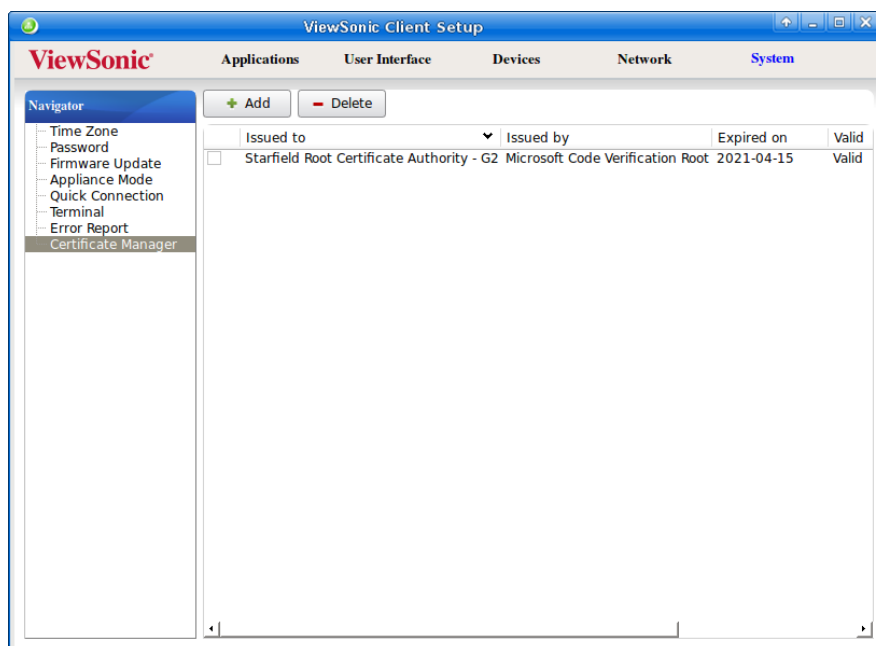 ViewSonic Client Setup
ViewSonic®
Applications User Interface Devices Network System
Navigator
Time Zone
Password
Firmware Update
Appliance Mode
Quick Connection
Terminal
Error Report
Certificate Manager
Add Delete
Issued to Issued by Expired on Valid
Starfield Root Certificate Authority - G2 Microsoft Code Verification Root 2021-04-15 Valid